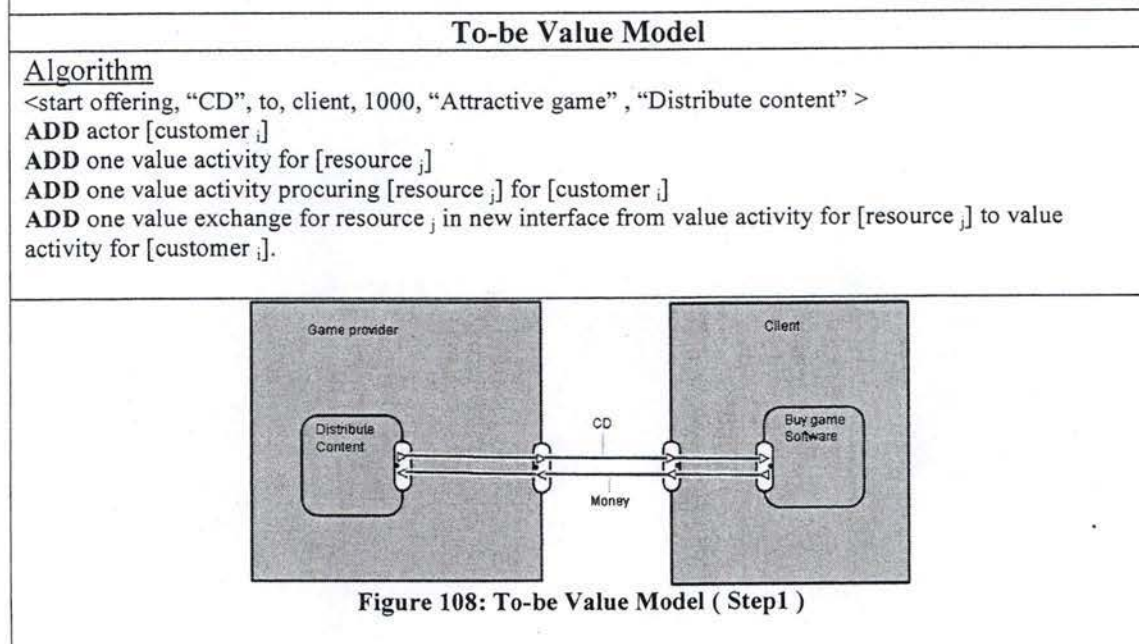 To-be Value Model
Algorithm
<start offering, “CD”, to, client, 1000, “Attractive game” , “Distribute content” >
ADD actor [customer i]
ADD one value activity for [resource j]
ADD one value activity procuring [resource j] for [customer i]
ADD one value exchange for resource j in new interface from value activity for [resource j] to value
activity for [customer i].
Game provider
Client
Distribute
Content
CD
Money
Buy game
Software
Figure 108: To-be Value Model ( Step1 )